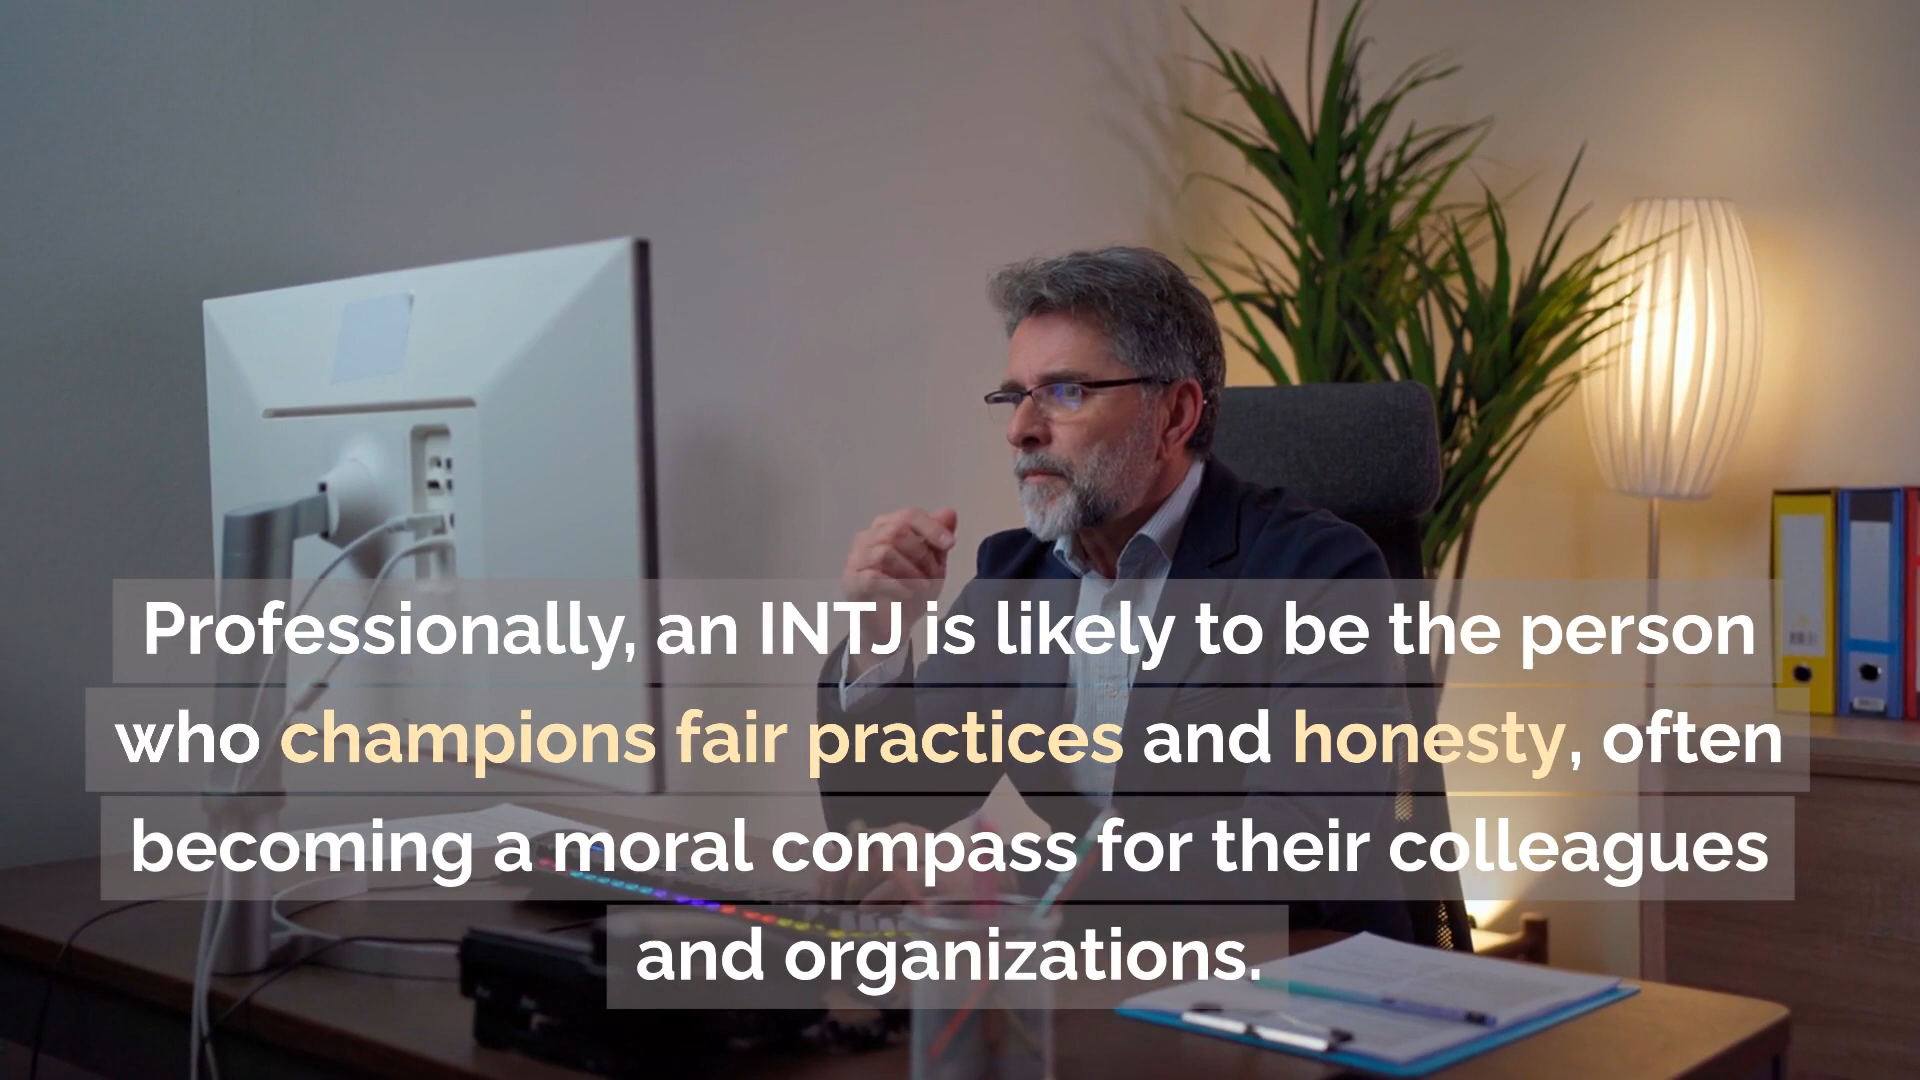 Professionally, an INTJ is likely to be the person
who champions fair practices and honesty, often
becoming a moral compass for their colleagues
and organizations.